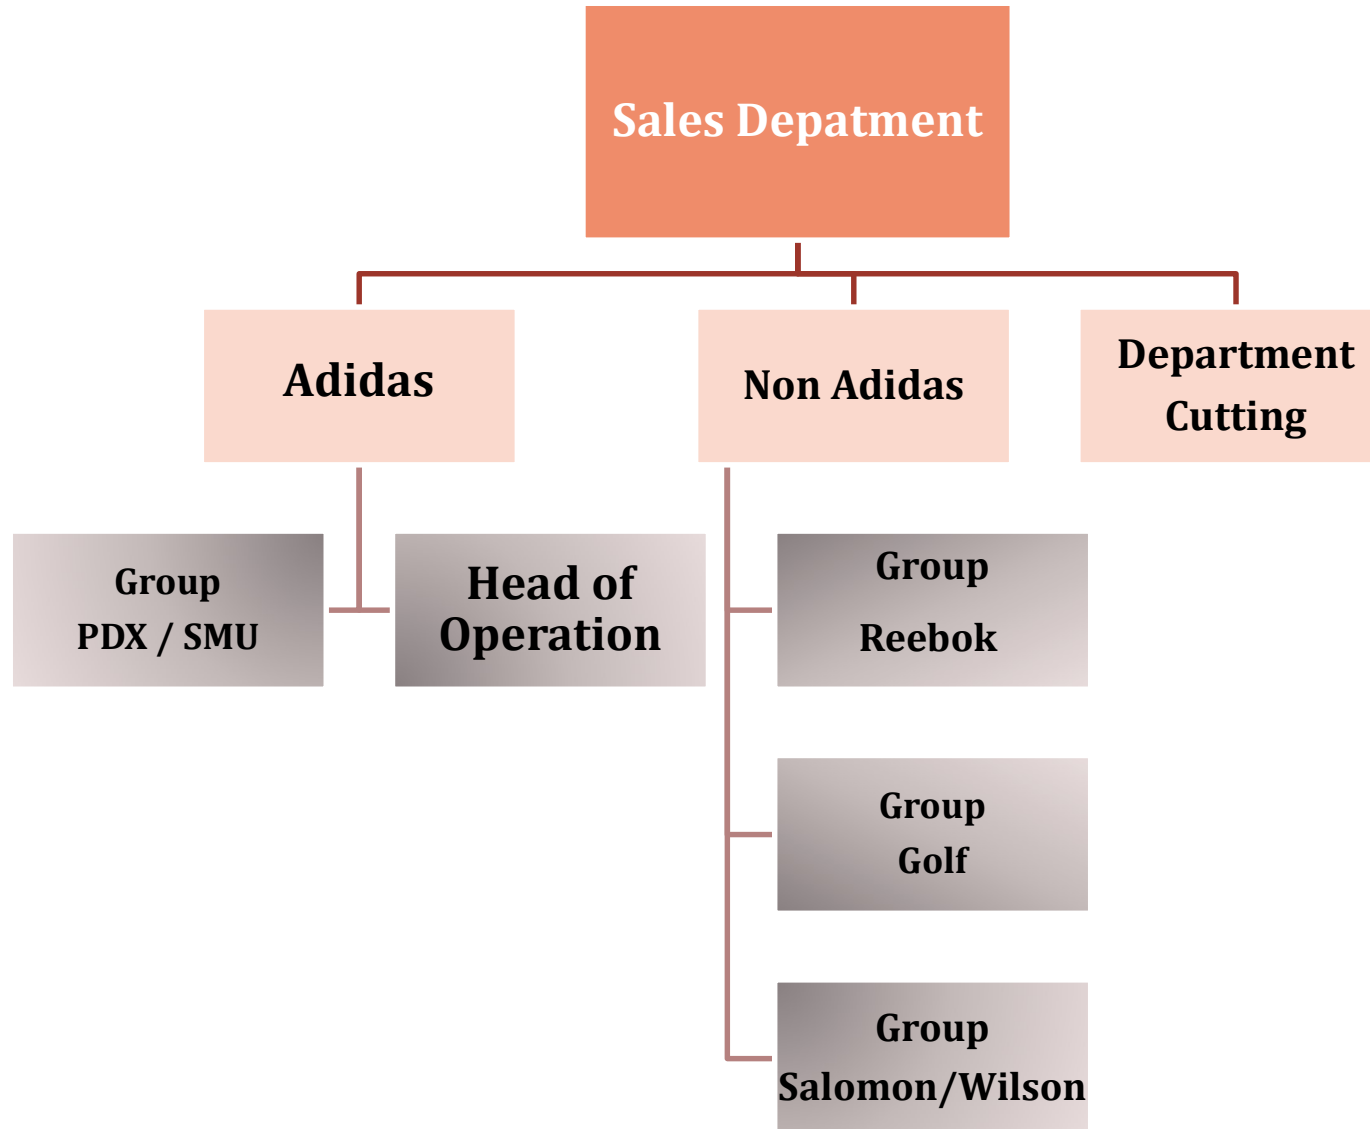 Sales Depatment
Adidas
Non Adidas
Department
Cutting
Group
PDX / SMU
Head of
Operation
Group
Reebok
Group
Golf
Group
Salomon/Wilson